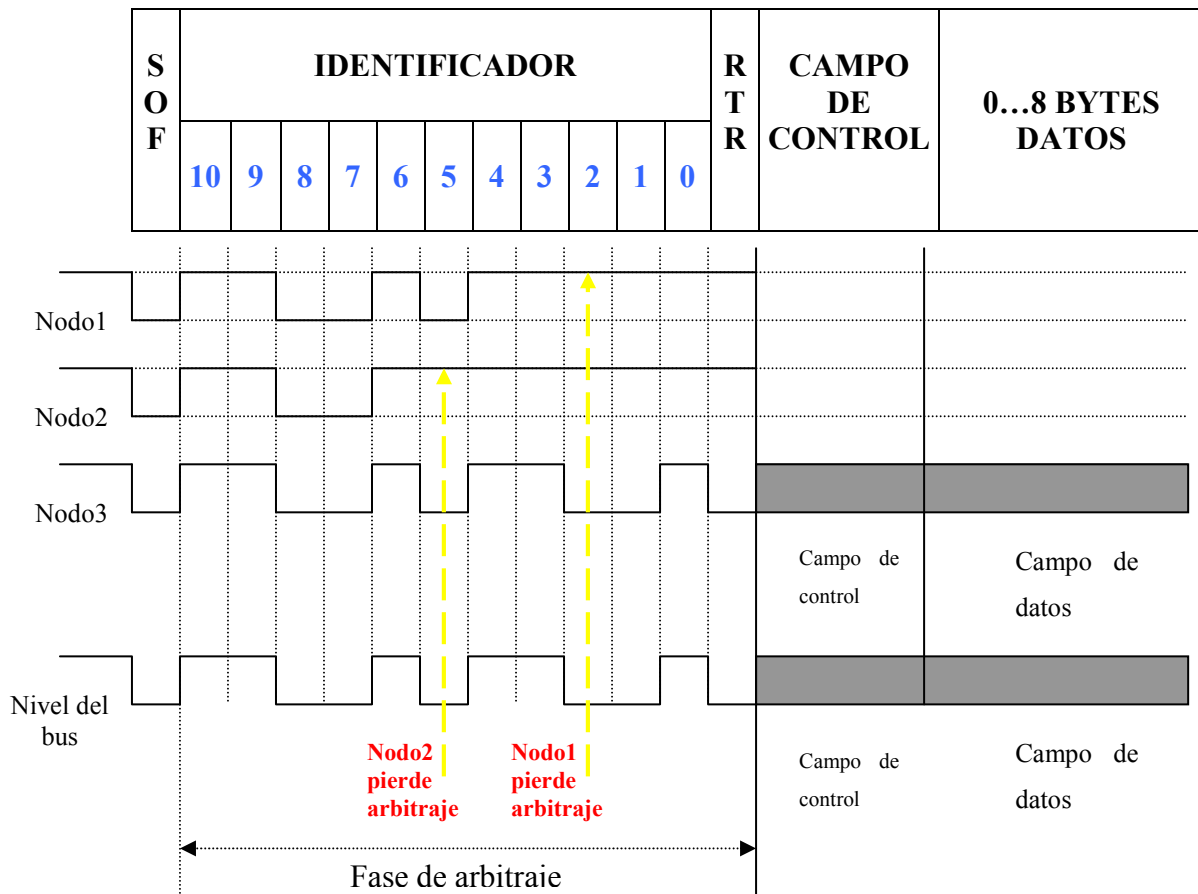 S
O
F
IDENTIFICADOR
R
T
R
CAMPO
DE
CONTROL
0…8 BYTES
DATOS
10 9 8 7 6 5 4 3 2 1 0
Nodo1
Nodo2
Nodo3
Campo de
control
Campo de
datos
Nivel del
bus
Nodo2
pierde
arbitraje
Nodo1
pierde
arbitraje
Campo de
control
Campo de
datos
Fase de arbitraje